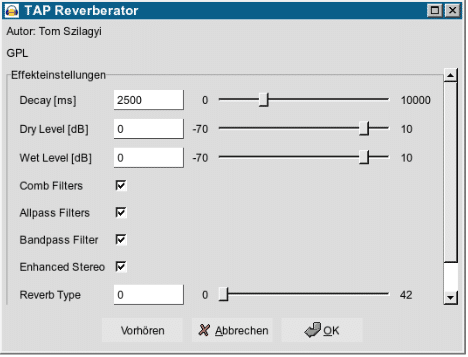 TAP Reverberator
Autor: Tom Szilagyi
GPL
Effekteinstellungen
Decay [ms] 2500 0 10000
Dry Level [dB] 0 -70 10
Wet Level [dB] 0 -70 10
Comb Filters
Allpass Filters
Bandpass Filter
Enhanced Stereo
Reverb Type 0 0 42
Vorhören Abbrechen OK